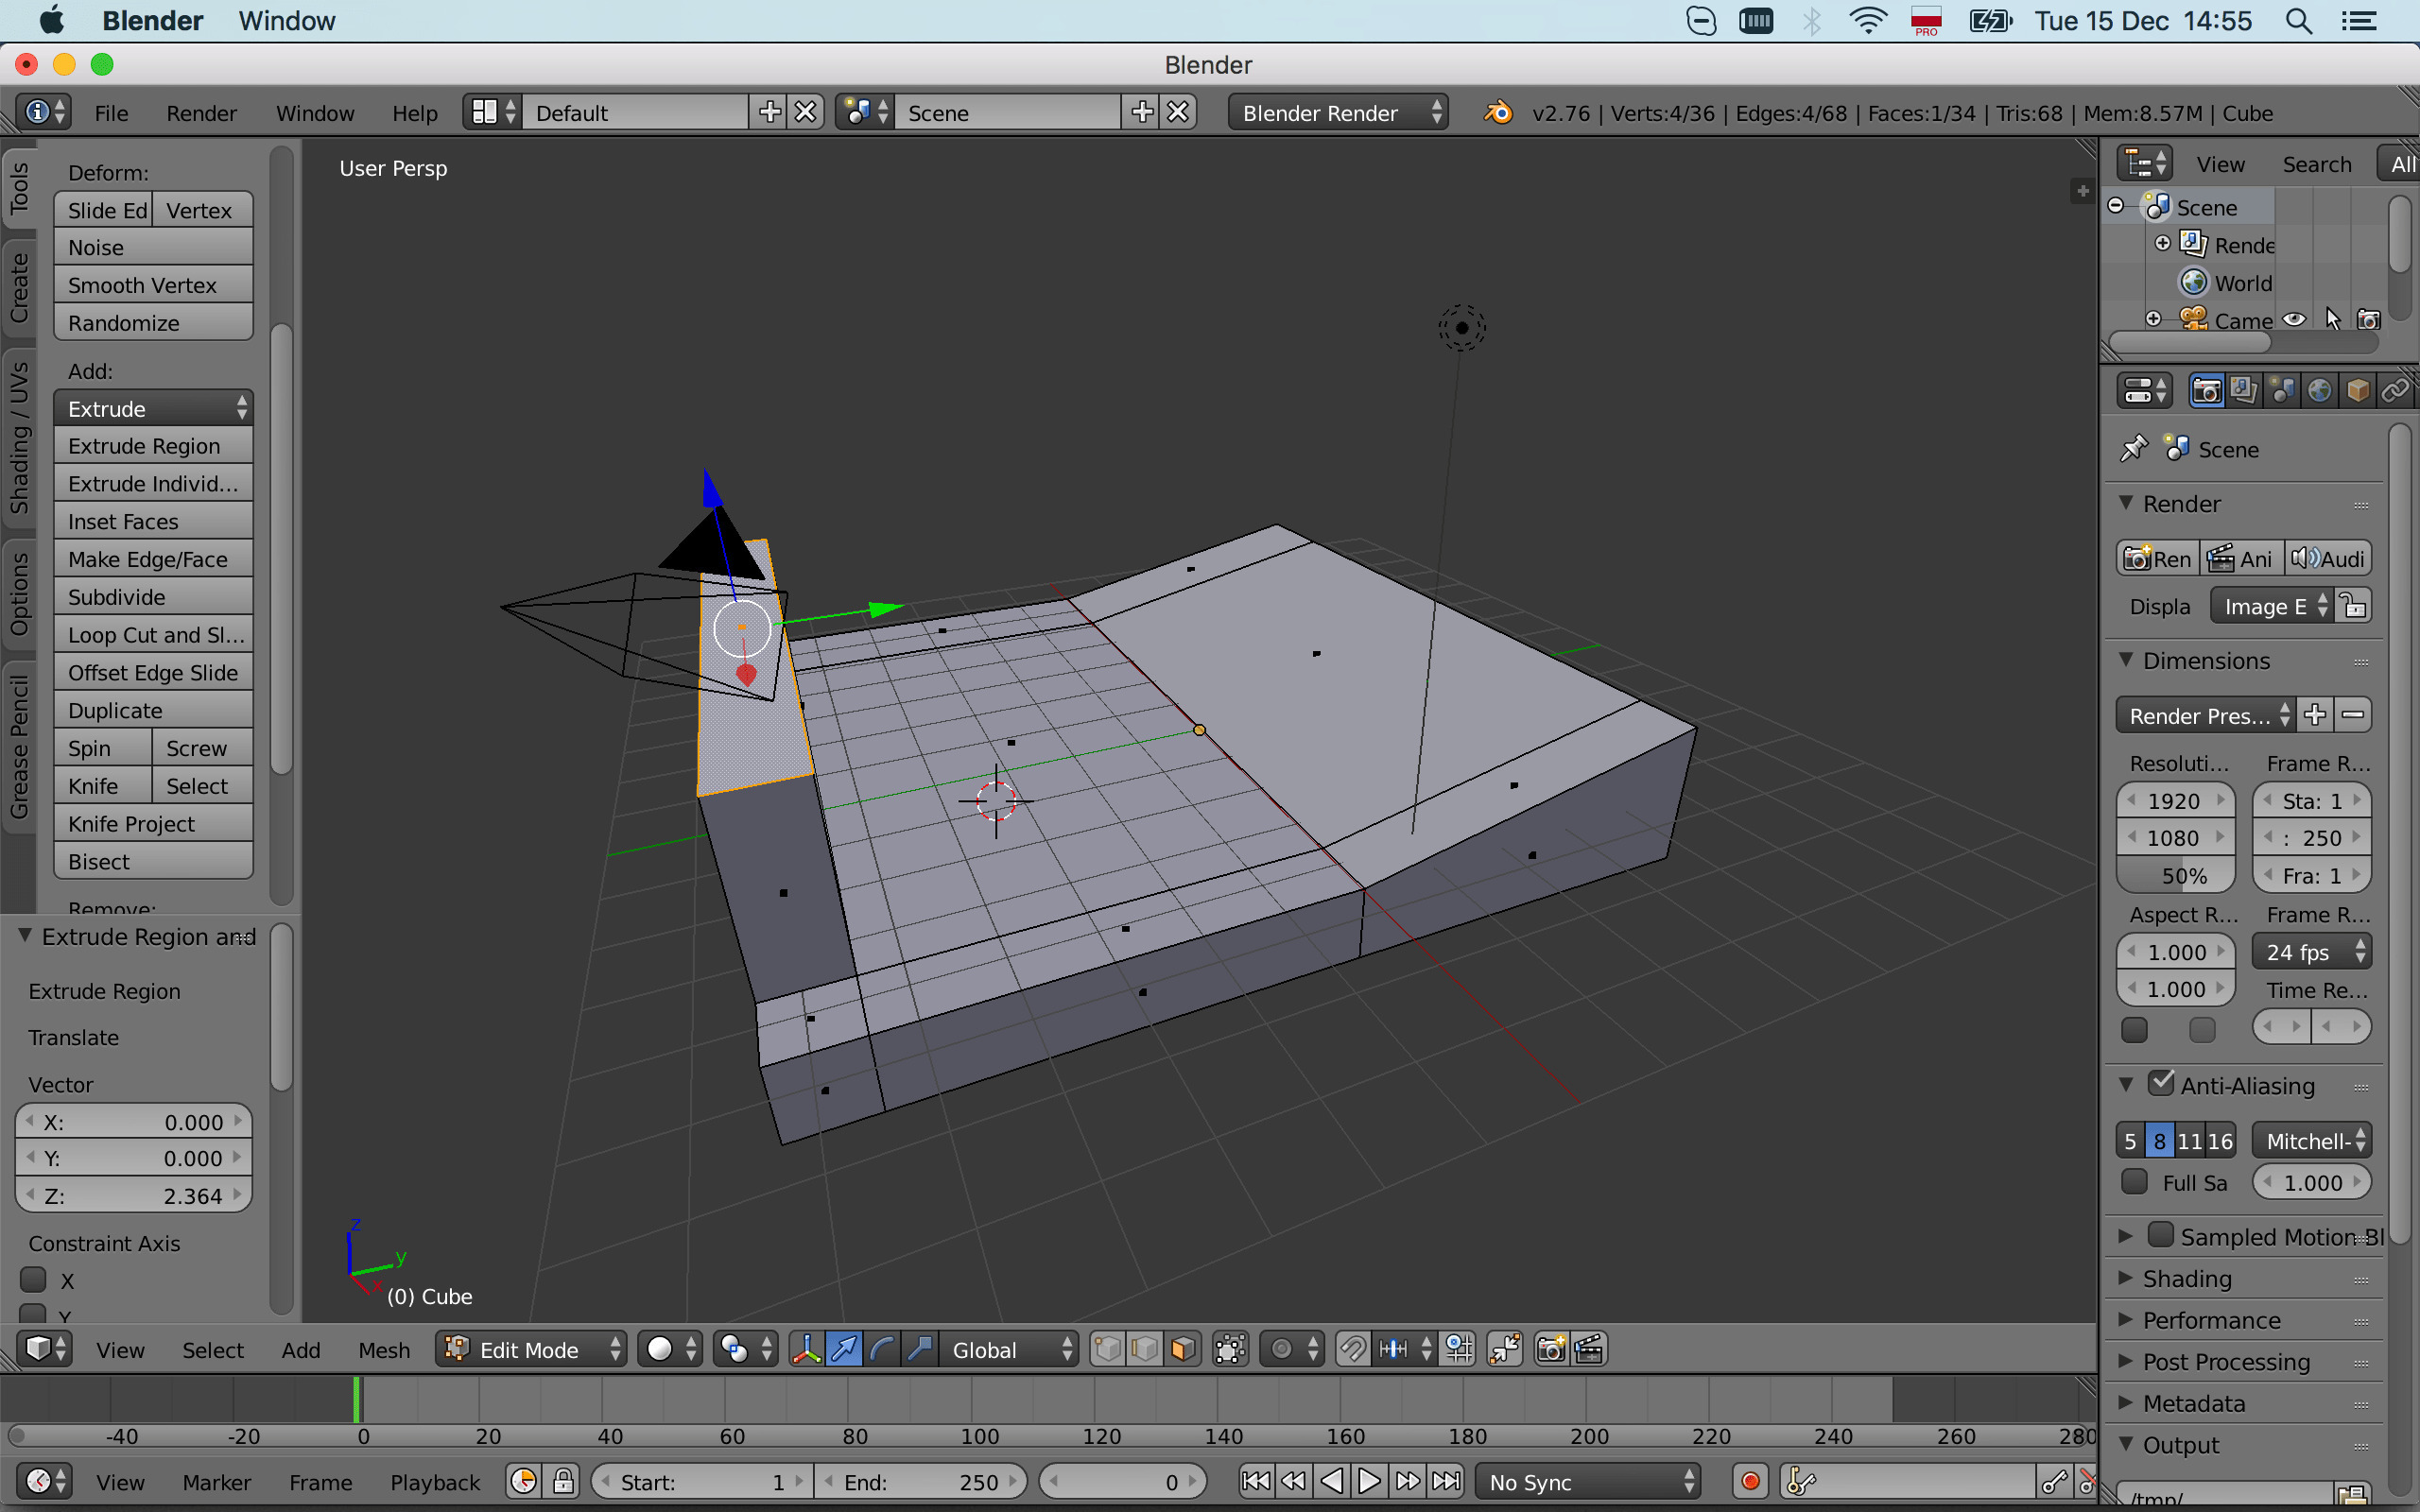 Blender Window PRO Tue 15 Dec 14:55
Blender
File Render Window Help Default Scene Blender Render v2.76 | Verts:4/36 | Edges:4/68 | Faces:1/34 | Tris:68 | Mem:8.57M | Cube
Tools
Create
Shading / UVs
Options
Grease Pencil
Deform:
Slide Ed Vertex
Noise
Smooth Vertex
Randomize
Add:
Extrude
Extrude Region
Extrude Individ...
Inset Faces
Make Edge/Face
Subdivide
Loop Cut and Sl...
Offset Edge Slide
Duplicate
Spin Screw
Knife Select
Knife Project
Bisect
Remove:
Extrude Region and
Extrude Region
Translate
Vector
X: 0.000
Y: 0.000
Z: 2.364
Constraint Axis
X
Y
User Persp
z
y
x
(0) Cube
View Select Add Mesh Edit Mode Global
-40 -20 0 20 40 60 80 100 120 140 160 180 200 220 240 260 280
View Marker Frame Playback Start: 1 End: 250 0 No Sync
View Search All
Scene
Rende
World
Came
Scene
Render
Ren Ani Audi
Displa Image E
Dimensions
Render Pres...
Resoluti... Frame R...
1920 Sta: 1
1080 : 250
50% Fra: 1
Aspect R... Frame R...
1.000 24 fps
1.000 Time Re...
Anti-Aliasing
5 8 11 16 Mitchell-
Full Sa 1.000
Sampled Motion Bl
Shading
Performance
Post Processing
Metadata
Output
/tmp/